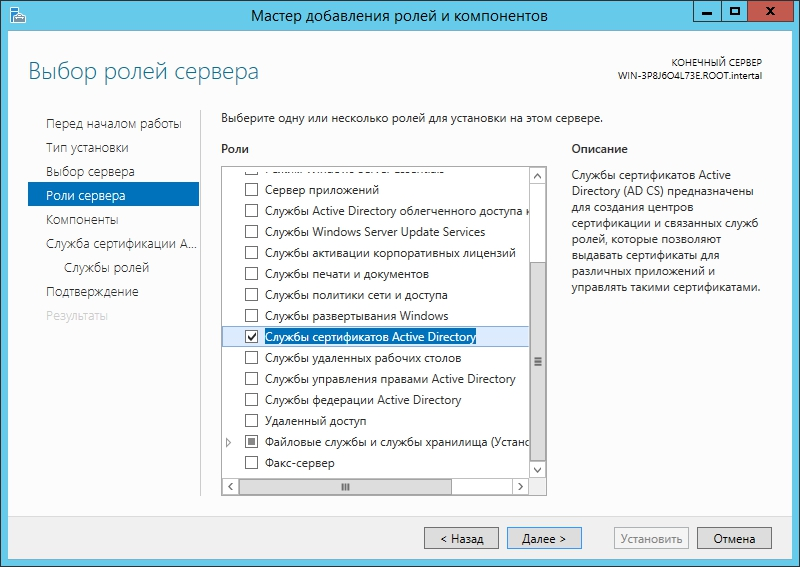 Мастер добавления ролей и компонентов
Выбор ролей сервера
КОНЕЧНЫЙ СЕРВЕР
WIN-3P8J6O4L73E.ROOT.intertal
Перед началом работы
Тип установки
Выбор сервера
Роли сервера
Компоненты
Служба сертификации А...
Службы ролей
Подтверждение
Результаты
Выберите одну или несколько ролей для установки на этом сервере.
Роли
Режим Windows Server Essentials
Сервер приложений
Службы Active Directory облегченного доступа к
Службы Windows Server Update Services
Службы активации корпоративных лицензий
Службы печати и документов
Службы политики сети и доступа
Службы развертывания Windows
Службы сертификатов Active Directory
Службы удаленных рабочих столов
Службы управления правами Active Directory
Службы федерации Active Directory
Удаленный доступ
Файловые службы и службы хранилища (Устано
Факс-сервер
Описание
Службы сертификатов Active
Directory (AD CS) предназначены
для создания центров
сертификации и связанных служб
ролей, которые позволяют
выдавать сертификаты для
различных приложений и
управлять такими сертификатами.
< Назад
Далее >
Установить
Отмена